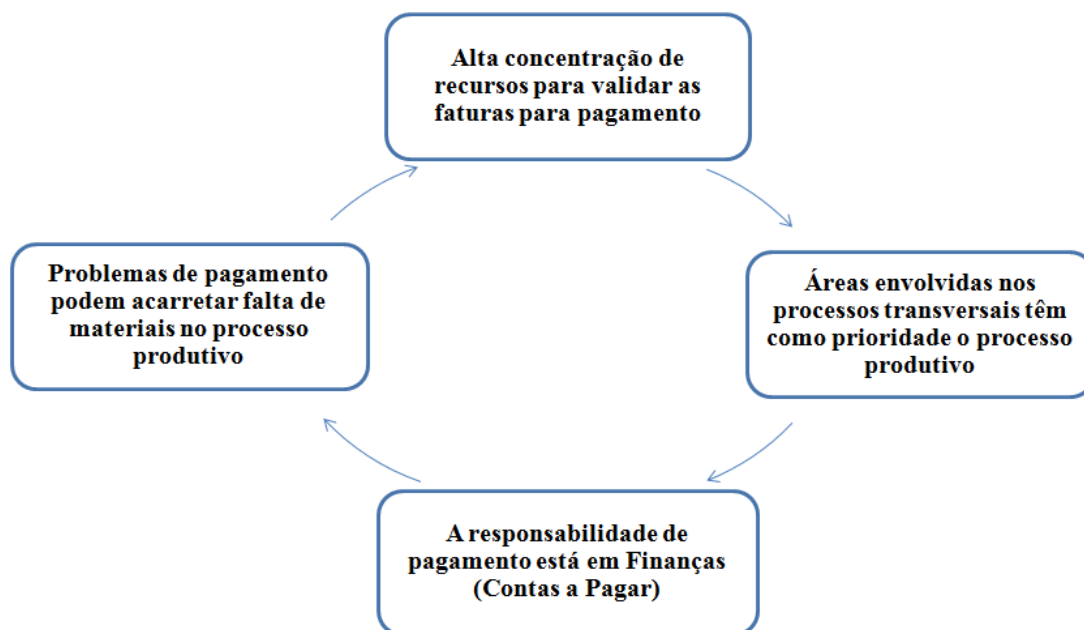 Alta concentração de
recursos para validar as
faturas para pagamento
Áreas envolvidas nos
processos transversais têm
como prioridade o processo
produtivo
A responsabilidade de
pagamento está em Finanças
(Contas a Pagar)
Problemas de pagamento
podem acarretar falta de
materiais no processo
produtivo